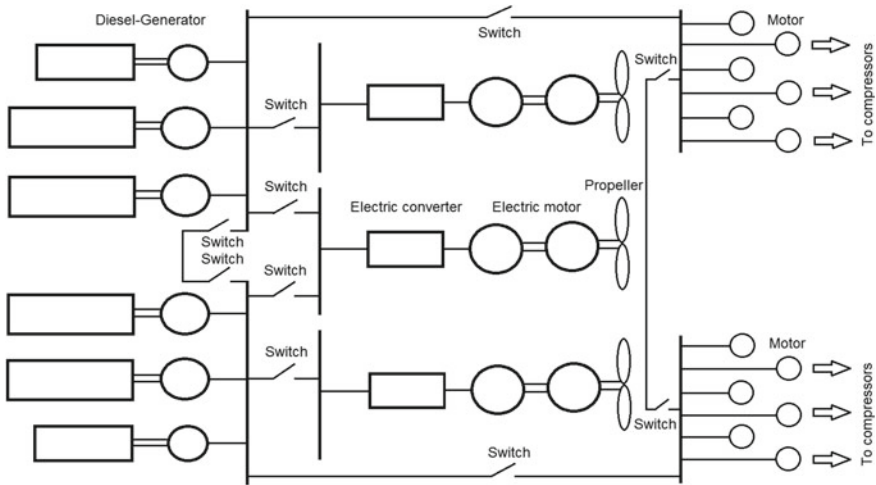 Diesel-Generator
Switch
Motor
Switch
Switch
To compressors
Switch
Propeller
Electric converter
Electric motor
Switch
Switch
Switch
Switch
Motor
Switch
Switch
To compressors